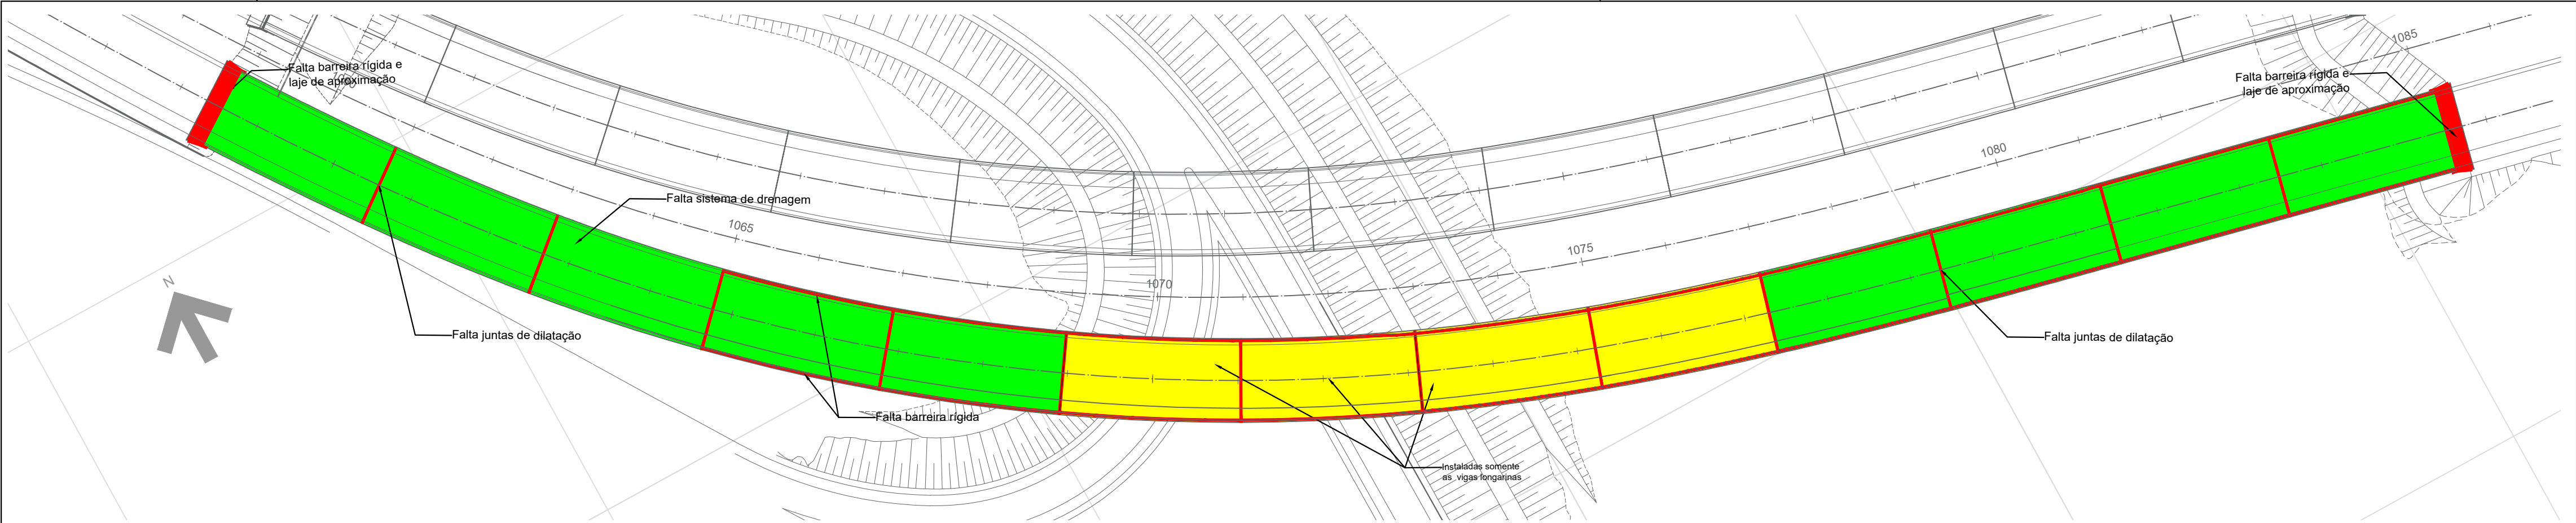 1085
Falta barreira rígida e
laje de aproximação
Falta barreira rígida e
laje de aproximação
1080
Falta sistema de drenagem
1065
1075
N
1070
Falta juntas de dilatação
Falta juntas de dilatação
Falta barreira rígida
Instaladas somente
as vigas longarinas